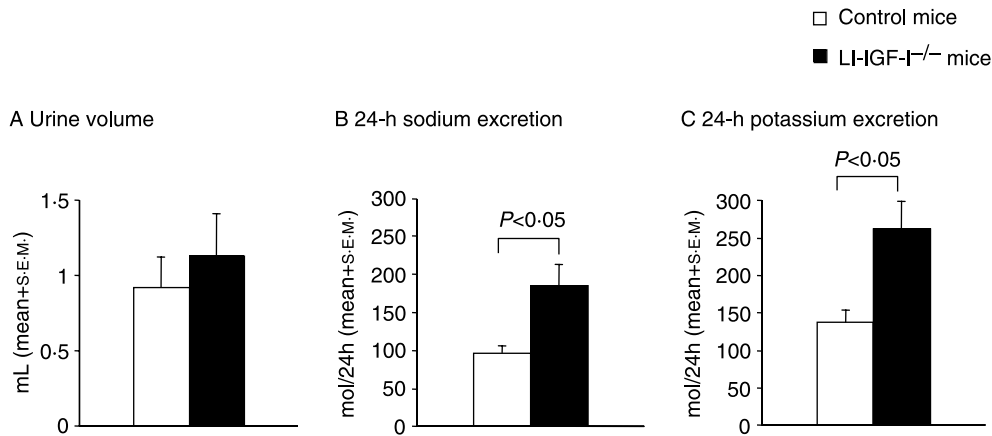 Control mice
LI-IGF-I−/− mice
A Urine volume
mL (mean+S·E·M·)
1·5
1
0·5
0
B 24-h sodium excretion
mol/24h (mean+S·E·M·)
300
250
200
150
100
50
0
P<0·05
C 24-h potassium excretion
mol/24h (mean+S·E·M·)
300
250
200
150
100
50
0
P<0·05